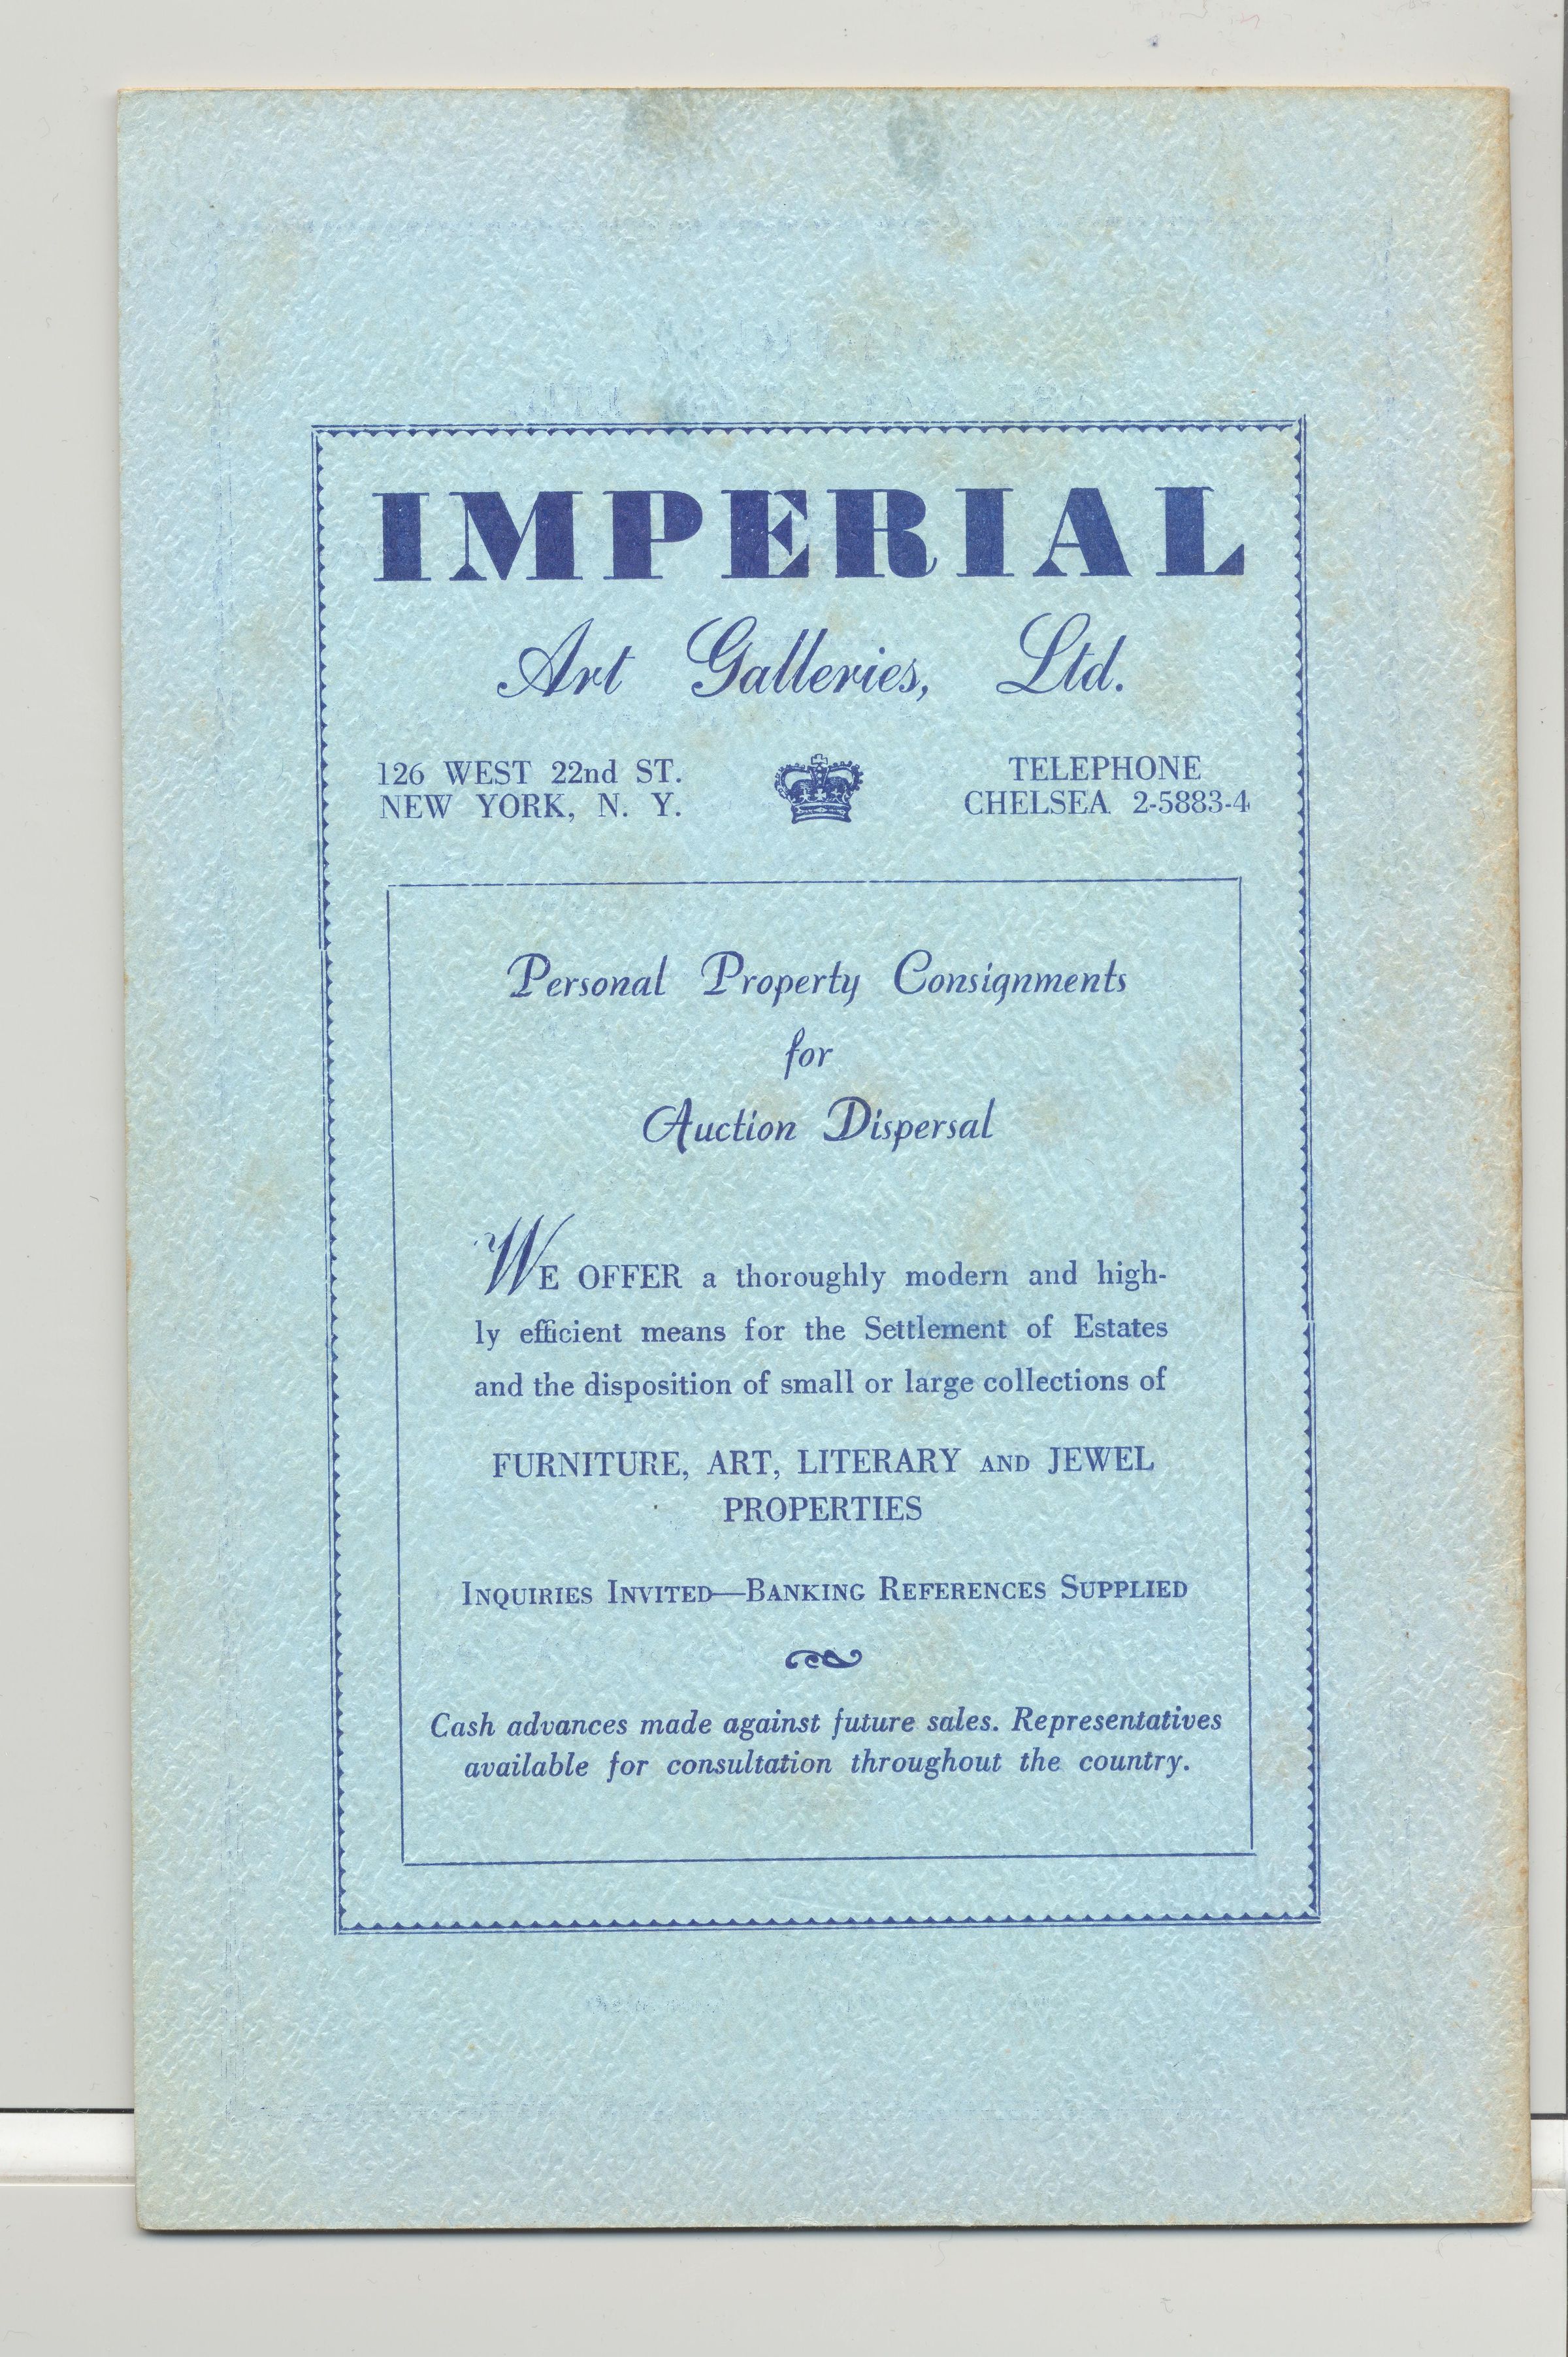 IMPERIAL
Art Galleries, Ltd.
126 WEST 22nd ST.
NEW YORK, N. Y.
TELEPHONE
CHELSEA 2-5883-4
Personal Property Consignments
for
Auction Dispersal
WE OFFER a thoroughly modern and high-
ly efficient means for the Settlement of Estates
and the disposition of small or large collections of
FURNITURE, ART, LITERARY AND JEWEL
PROPERTIES
INQUIRIES INVITED—BANKING REFERENCES SUPPLIED
Cash advances made against future sales. Representatives
available for consultation throughout the country.